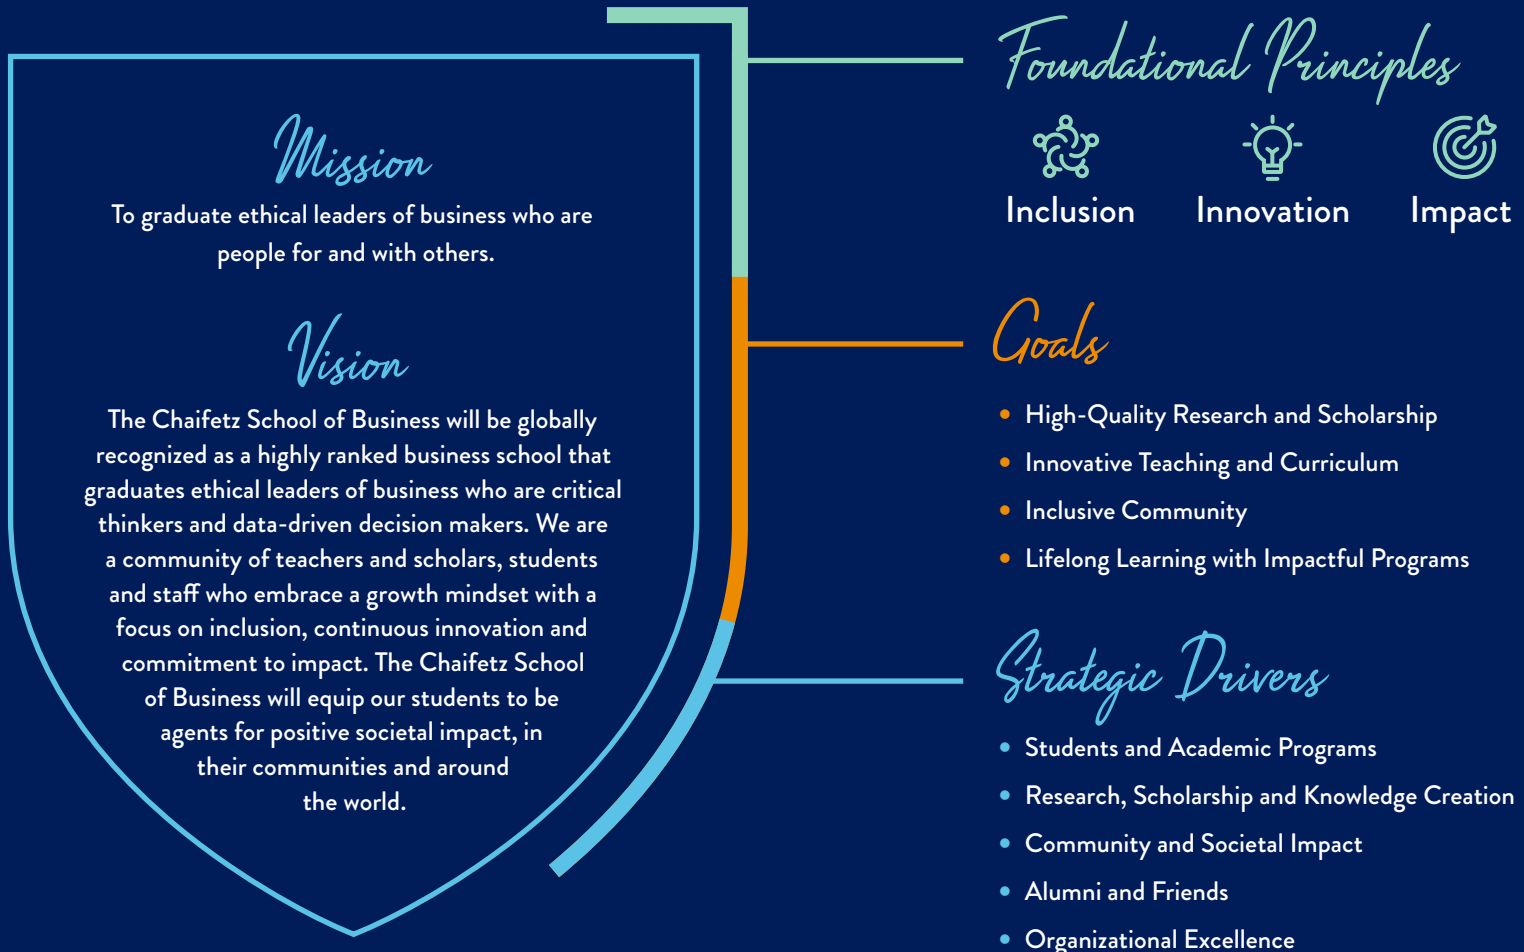 Mission
To graduate ethical leaders of business who are
people for and with others.
Vision
The Chaifetz School of Business will be globally
recognized as a highly ranked business school that
graduates ethical leaders of business who are critical
thinkers and data-driven decision makers. We are
a community of teachers and scholars, students
and staff who embrace a growth mindset with a
focus on inclusion, continuous innovation and
commitment to impact. The Chaifetz School
of Business will equip our students to be
agents for positive societal impact, in
their communities and around
the world.
Foundational Principles
Inclusion
Innovation
Impact
Goals
• High-Quality Research and Scholarship
• Innovative Teaching and Curriculum
• Inclusive Community
• Lifelong Learning with Impactful Programs
Strategic Drivers
• Students and Academic Programs
• Research, Scholarship and Knowledge Creation
• Community and Societal Impact
• Alumni and Friends
• Organizational Excellence